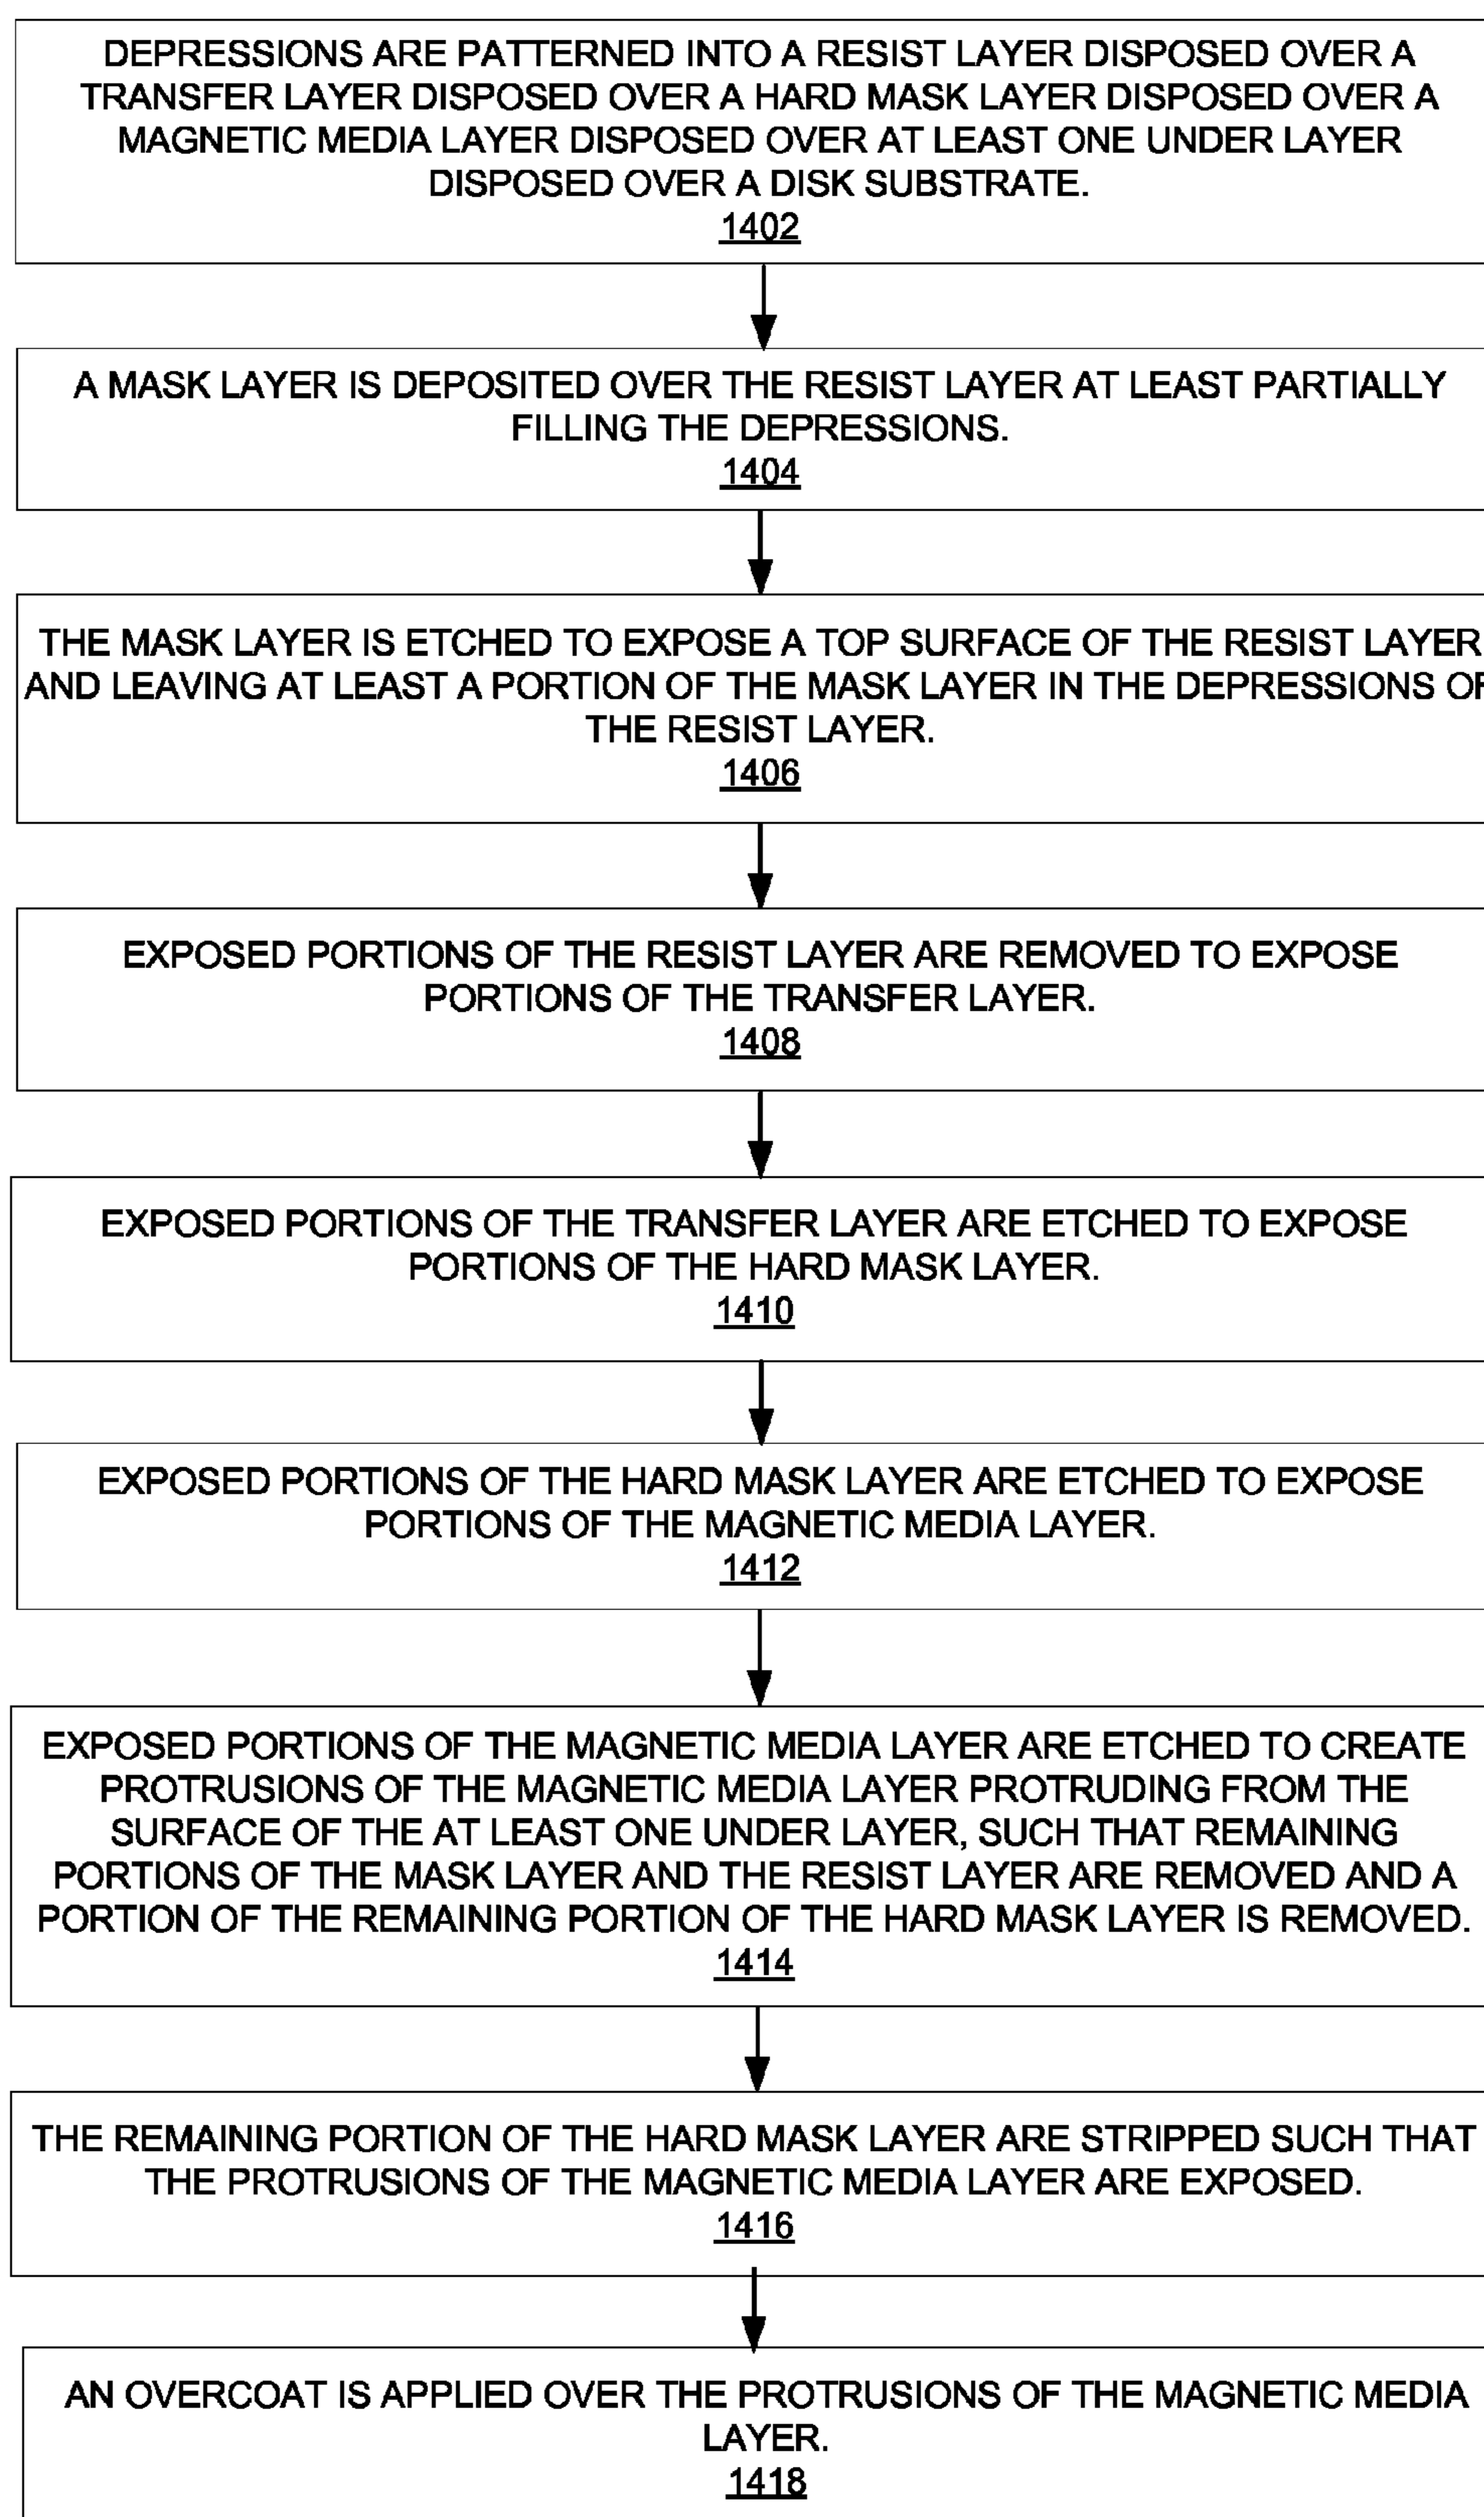 DEPRESSIONS ARE PATTERNED INTO A RESIST LAYER DISPOSED OVER A
TRANSFER LAYER DISPOSED OVER A HARD MASK LAYER DISPOSED OVER A
MAGNETIC MEDIA LAYER DISPOSED OVER AT LEAST ONE UNDER LAYER
DISPOSED OVER A DISK SUBSTRATE.
1402
A MASK LAYER IS DEPOSITED OVER THE RESIST LAYER AT LEAST PARTIALLY
FILLING THE DEPRESSIONS.
1404
THE MASK LAYER IS ETCHED TO EXPOSE A TOP SURFACE OF THE RESIST LAYER
AND LEAVING AT LEAST A PORTION OF THE MASK LAYER IN THE DEPRESSIONS OF
THE RESIST LAYER.
1406
EXPOSED PORTIONS OF THE RESIST LAYER ARE REMOVED TO EXPOSE
PORTIONS OF THE TRANSFER LAYER.
1408
EXPOSED PORTIONS OF THE TRANSFER LAYER ARE ETCHED TO EXPOSE
PORTIONS OF THE HARD MASK LAYER.
1410
EXPOSED PORTIONS OF THE HARD MASK LAYER ARE ETCHED TO EXPOSE
PORTIONS OF THE MAGNETIC MEDIA LAYER.
1412
EXPOSED PORTIONS OF THE MAGNETIC MEDIA LAYER ARE ETCHED TO CREATE
PROTRUSIONS OF THE MAGNETIC MEDIA LAYER PROTRUDING FROM THE
SURFACE OF THE AT LEAST ONE UNDER LAYER, SUCH THAT REMAINING
PORTIONS OF THE MASK LAYER AND THE RESIST LAYER ARE REMOVED AND A
PORTION OF THE REMAINING PORTION OF THE HARD MASK LAYER IS REMOVED.
1414
THE REMAINING PORTION OF THE HARD MASK LAYER ARE STRIPPED SUCH THAT
THE PROTRUSIONS OF THE MAGNETIC MEDIA LAYER ARE EXPOSED.
1416
AN OVERCOAT IS APPLIED OVER THE PROTRUSIONS OF THE MAGNETIC MEDIA
LAYER.
1418